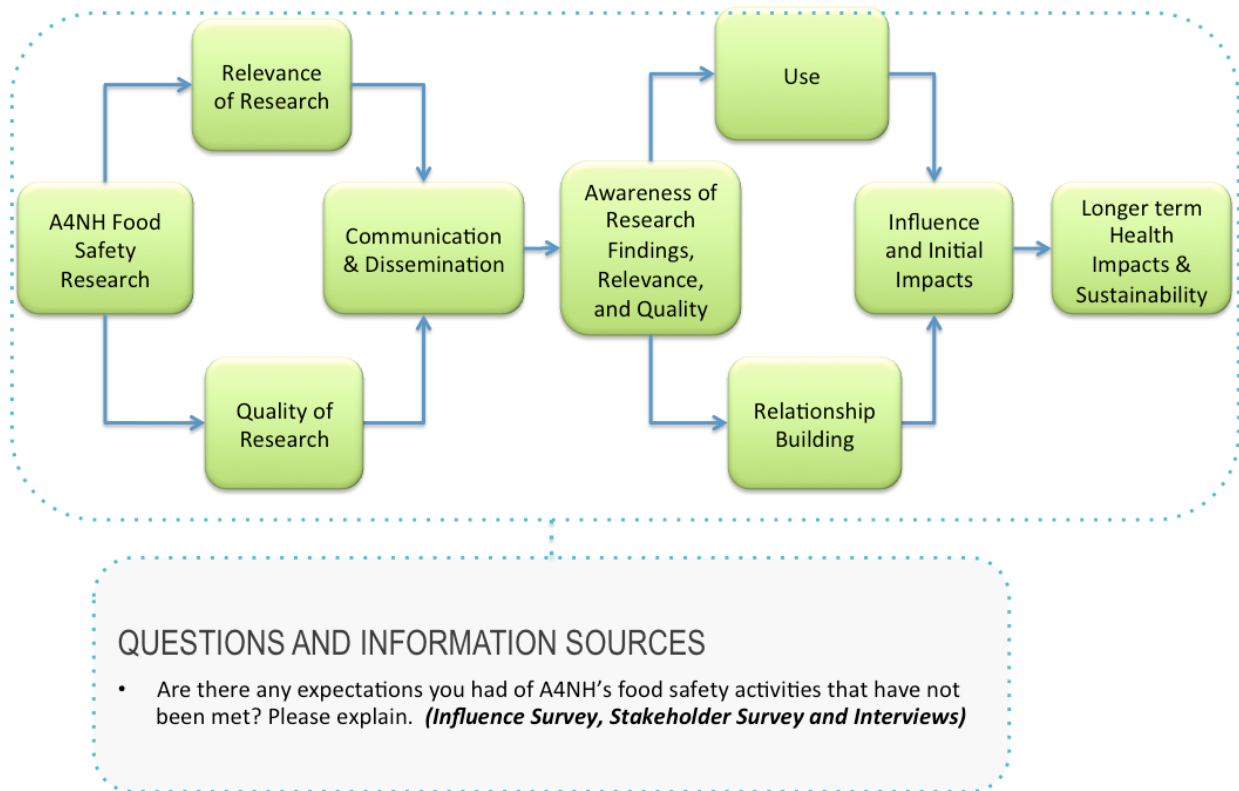 Relevance
of Research
Use
A4NH Food
Safety
Research
Communication
& Dissemination
Awareness of
Research
Findings,
Relevance,
and Quality
Influence
and Initial
Impacts
Longer term
Health
Impacts &
Sustainability
Quality of
Research
Relationship
Building
QUESTIONS AND INFORMATION SOURCES
• Are there any expectations you had of A4NH's food safety activities that have not
been met? Please explain. (Influence Survey, Stakeholder Survey and Interviews)